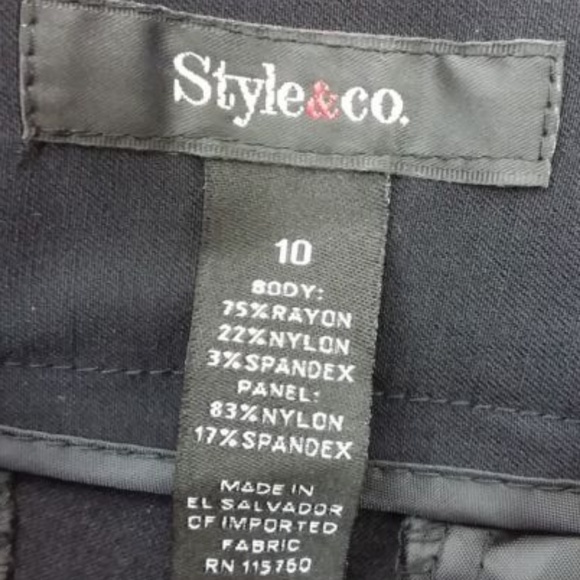 Style&co.
10
BODY:
75%RAYON
22%NYLON
3%SPANDEX
PANEL:
83%NYLON
17%SPANDEX
MADE IN
EL SALVADOR
OF IMPORTED
FABRIC
RN 115760